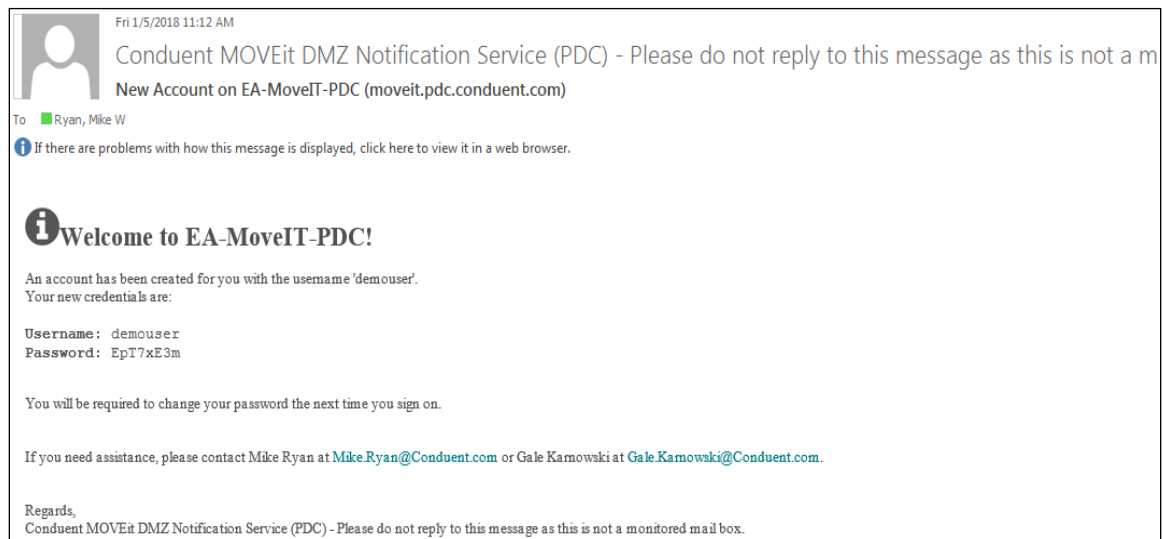 Fri 1/5/2018 11:12 AM
Conduent MOVEit DMZ Notification Service (PDC) - Please do not reply to this message as this is not a m
New Account on EA-MoveIT-PDC (moveit.pdc.conduent.com)
To Ryan, Mike W
If there are problems with how this message is displayed, click here to view it in a web browser.
Welcome to EA-MoveIT-PDC!
An account has been created for you with the username 'demouser'.
Your new credentials are:
Username: demouser
Password: EpT7xE3m
You will be required to change your password the next time you sign on.
If you need assistance, please contact Mike Ryan at Mike.Ryan@Conduent.com or Gale Karnowski at Gale.Karnowski@Conduent.com.
Regards,
Conduent MOVEit DMZ Notification Service (PDC) - Please do not reply to this message as this is not a monitored mail box.